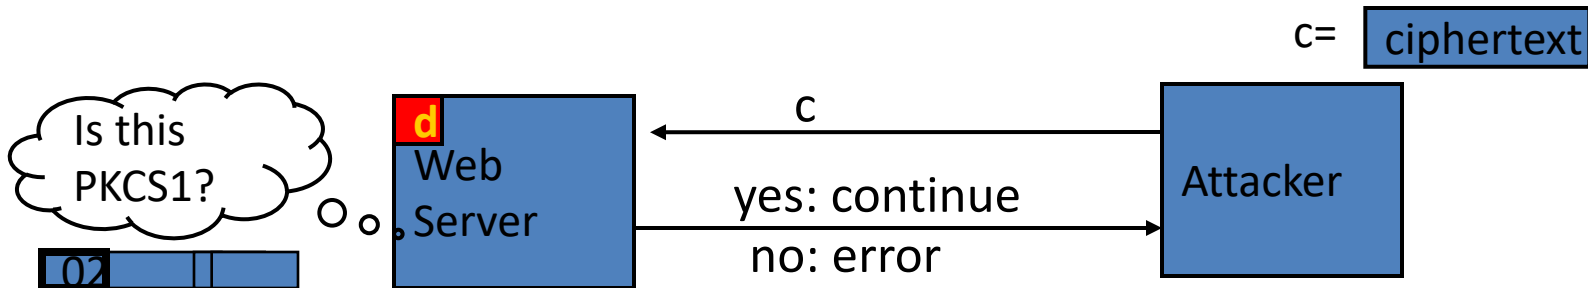 c=
ciphertext
Is this
PKCS1?
d
Web
Server
c
yes: continue
no: error
Attacker
02